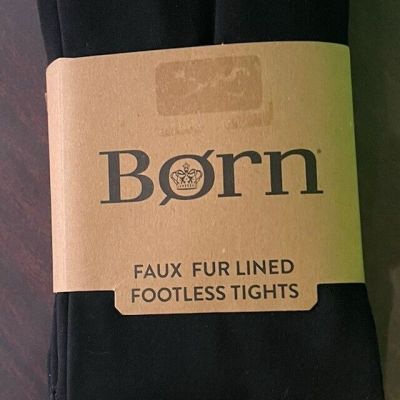 Børn®
FAUX FUR LINED
FOOTLESS TIGHTS